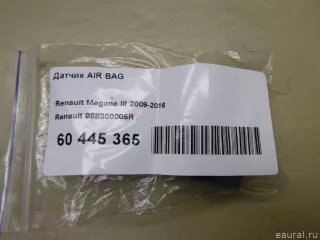 Датчик AIR BAG
Renault Megane III 2009-2016
Renault 988300006R
60 445 365
eaural.ru